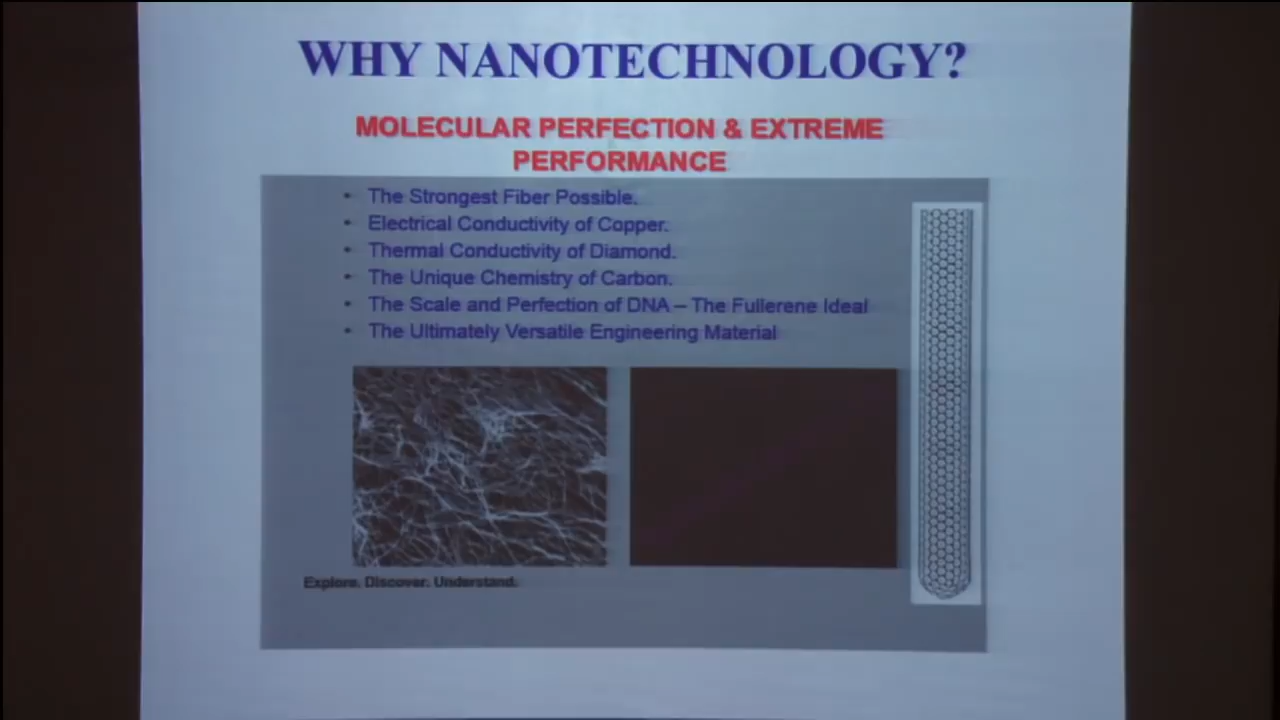 WHY NANOTECHNOLOGY?
MOLECULAR PERFECTION & EXTREME
PERFORMANCE
• The Strongest Fiber Possible.
• Electrical Conductivity of Copper.
• Thermal Conductivity of Diamond.
• The Unique Chemistry of Carbon.
• The Scale and Perfection of DNA – The Fullerene Ideal
• The Ultimately Versatile Engineering Material
Explore. Discover. Understand.